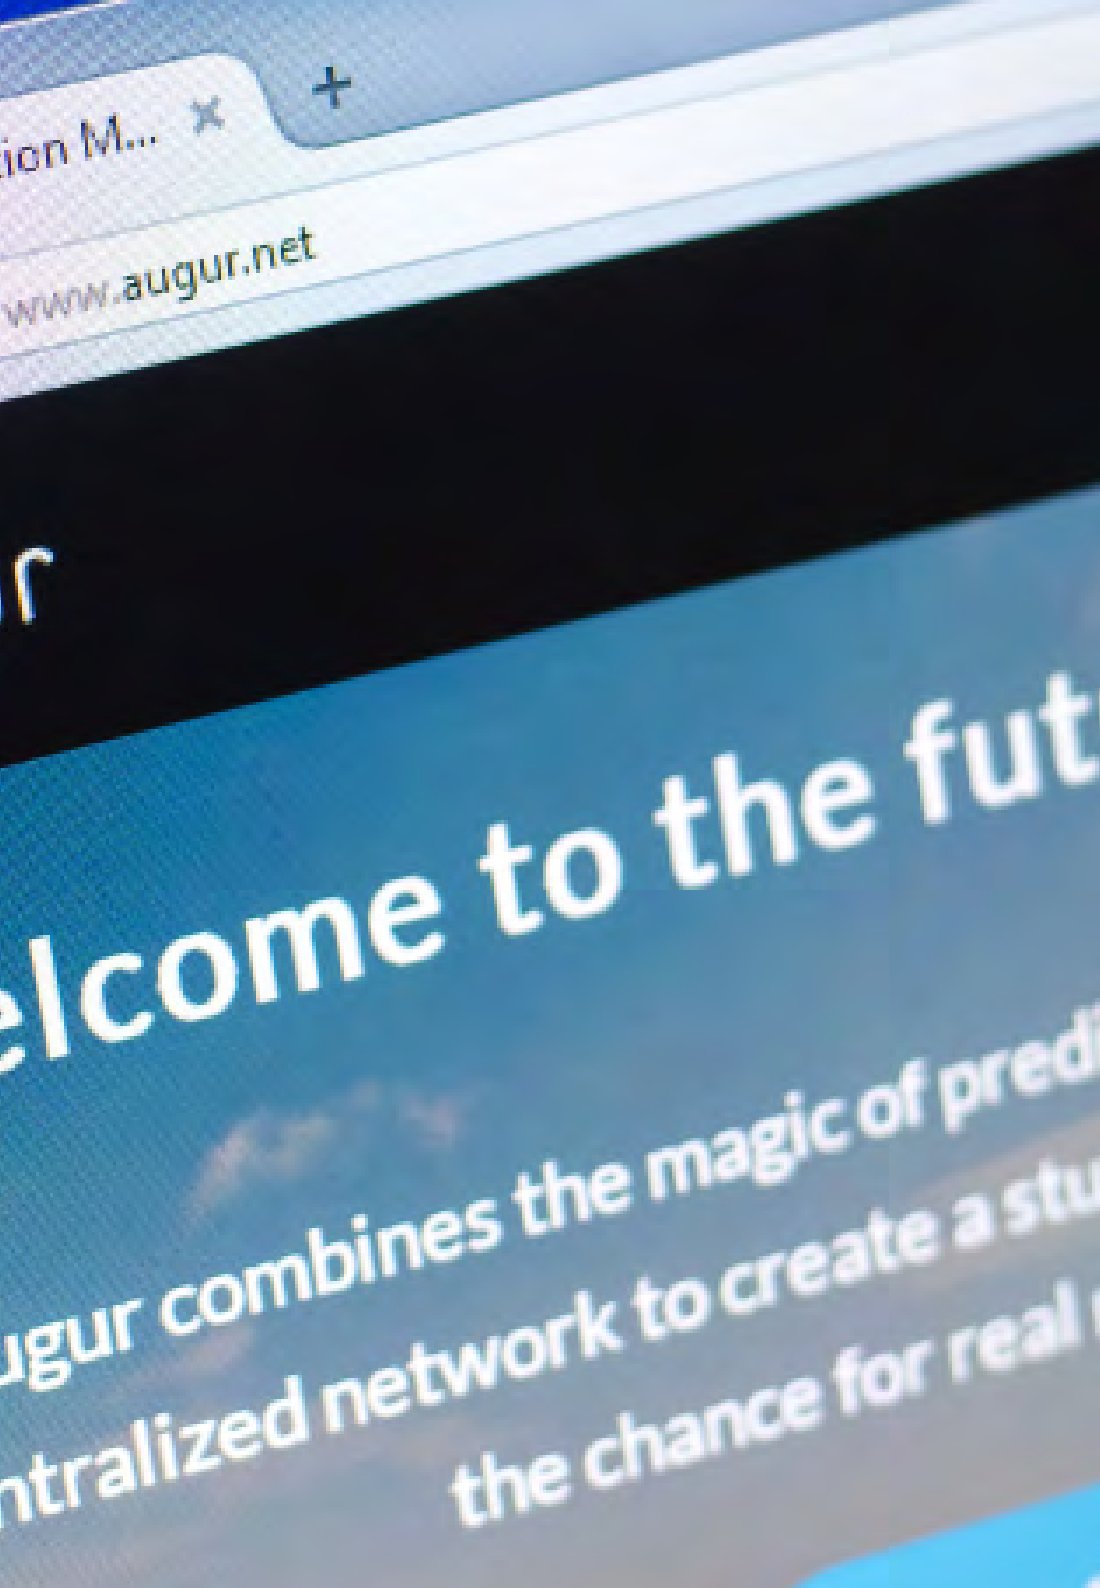 ion M...
www.augur.net
r
elcome to the fut
ugur combines the magic of predi
ntralized network to create a stu
the chance for real